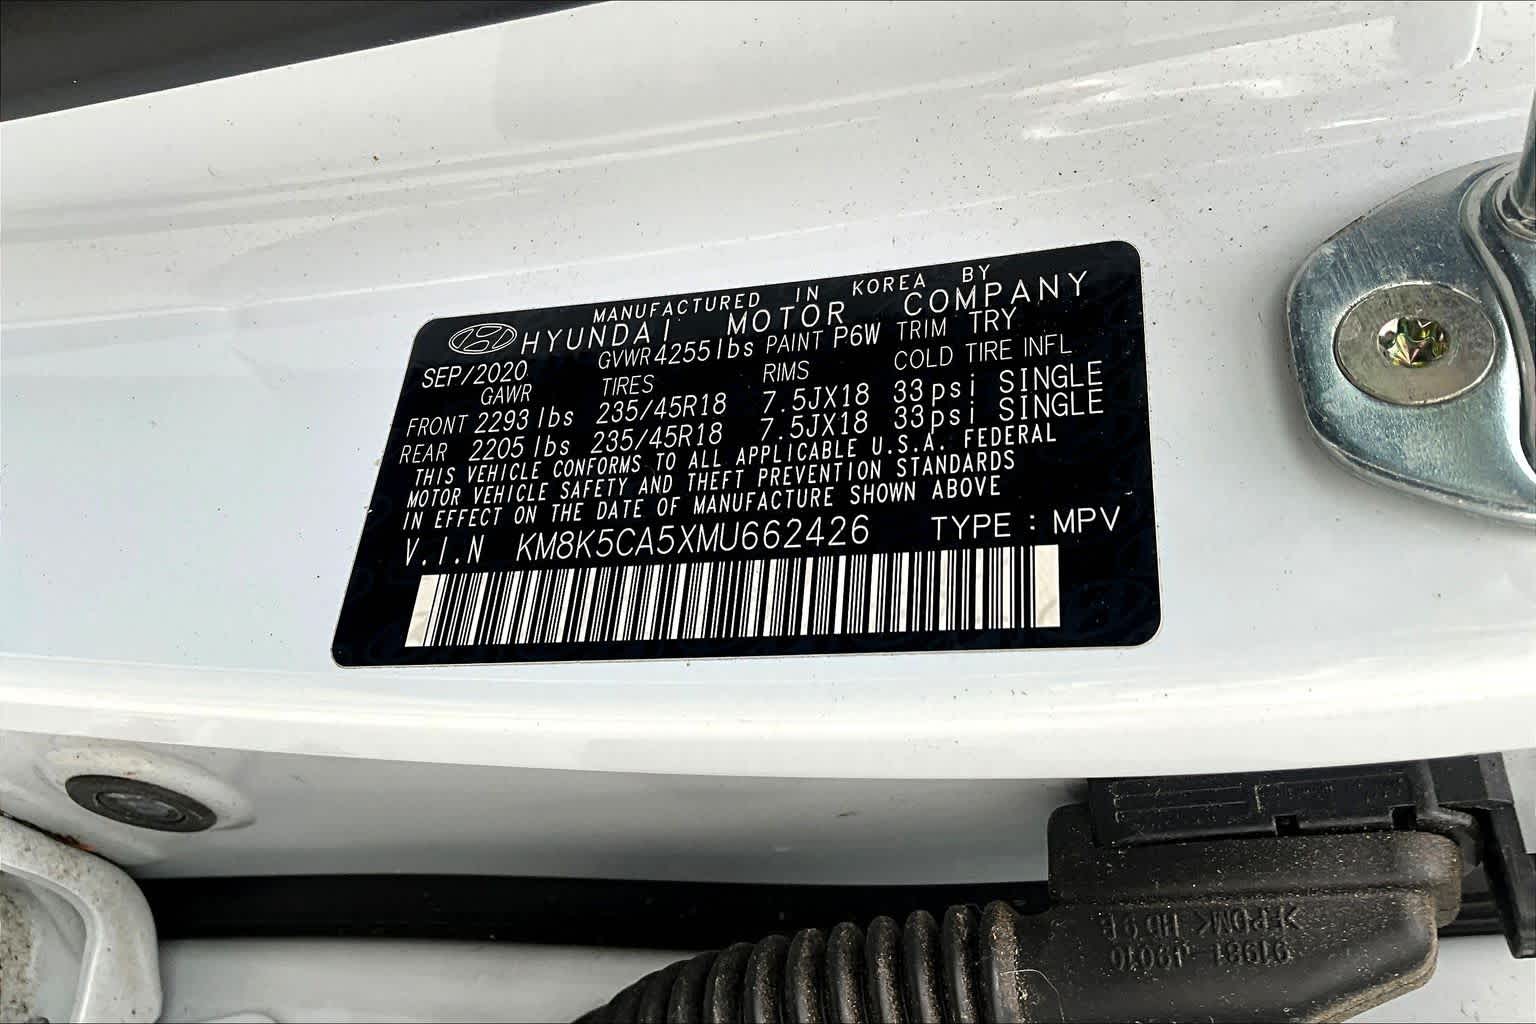 MANUFACTURED IN KOREA BY
HYUNDAI MOTOR COMPANY
SEP/2020 GVWR 4255lbs PAINT P6W TRIM TRY
GAWR TIRES RIMS COLD TIRE INFL
FRONT 2293 lbs 235/45R18 7.5JX18 33psi SINGLE
REAR 2205 lbs 235/45R18 7.5JX18 33psi SINGLE
THIS VEHICLE CONFORMS TO ALL APPLICABLE U.S.A. FEDERAL
MOTOR VEHICLE SAFETY AND THEFT PREVENTION STANDARDS
IN EFFECT ON THE DATE OF MANUFACTURE SHOWN ABOVE
V.I.N KM8K5CA5XMU662426 TYPE : MPV